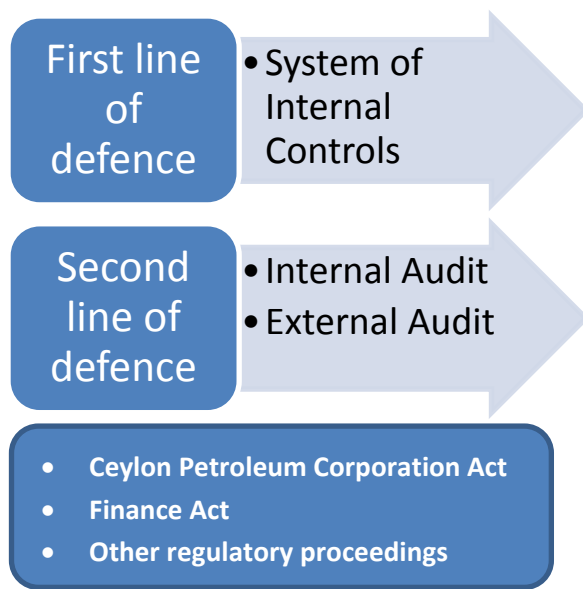 First line
of
defence
• System of
Internal
Controls
Second
line of
defence
• Internal Audit
• External Audit
• Ceylon Petroleum Corporation Act
• Finance Act
• Other regulatory proceedings